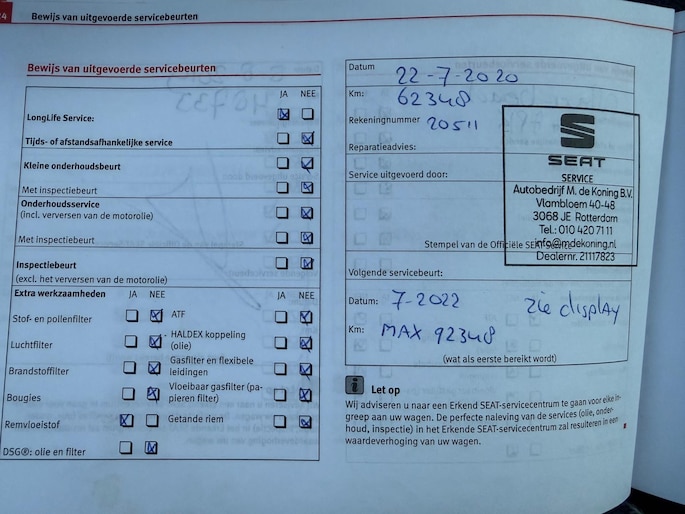 24 Bewijs van uitgevoerde servicebeurten
Bewijs van uitgevoerde servicebeurten
JA NEE
LongLife Service:
Tijds- of afstandsafhankelijke service
Kleine onderhoudsbeurt
Met inspectiebeurt
Onderhoudsservice
(incl. verversen van de motorolie)
Met inspectiebeurt
Inspectiebeurt
(excl. het verversen van de motorolie)
Extra werkzaamheden JA NEE JA NEE
Stof- en pollenfilter ATF
Luchtfilter HALDEX koppeling
(olie)
Brandstoffilter Gasfilter en flexibele
leidingen
Bougies Vloeibaar gasfilter (pa-
pieren filter)
Remvloeistof Getande riem
DSG®: olie en filter
Datum 22-7-2020
Km: 62348
Rekeningnummer 20511
Reparatieadvies:
Service uitgevoerd door:
SEAT
SERVICE
Autobedrijf M. de Koning B.V.
Vlambloem 40-48
3068 JE Rotterdam
Tel.: 010 420 71 11
info@mdekoning.nl
Dealernr. 21117823
Stempel van de Officiële SEAT Service
Volgende servicebeurt:
Datum: 7-2022 zie display
Km: MAX 92348
(wat als eerste bereikt wordt)
Let op
Wij adviseren u naar een Erkend SEAT-servicecentrum te gaan voor elke in-
greep aan uw wagen. De perfecte naleving van de services (olie, onder-
houd, inspectie) in het Erkende SEAT-servicecentrum zal resulteren in een
waardeverhoging van uw wagen.